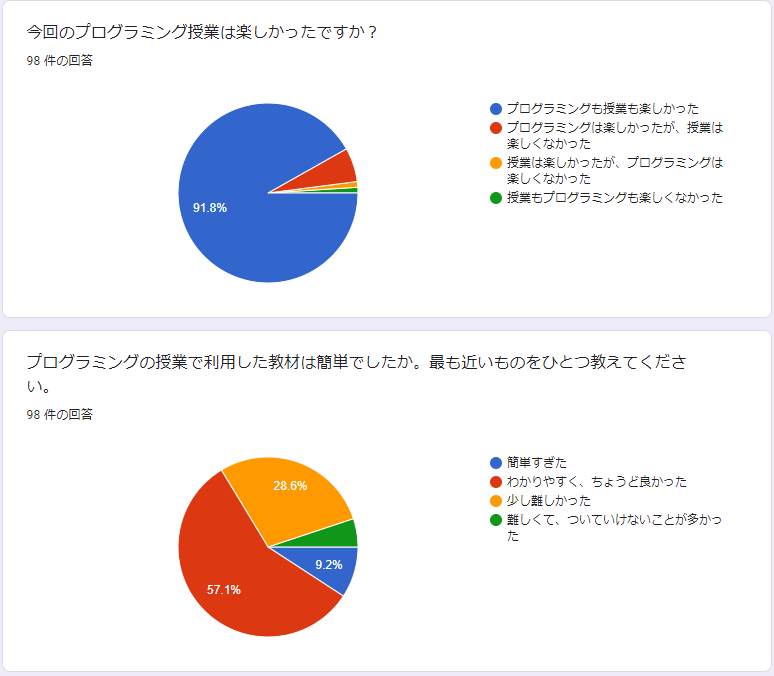 今回のプログラミング授業は楽しかったですか？
98 件の回答
プログラミングも授業も楽しかった
プログラミングは楽しかったが、授業は
楽しくなかった
授業は楽しかったが、プログラミングは
楽しくなかった
授業もプログラミングも楽しくなかった
91.8%
プログラミングの授業で利用した教材は簡単でしたか。最も近いものをひとつ教えてくださ
い。
98 件の回答
簡単すぎた
わかりやすく、ちょうど良かった
少し難しかった
難しくて、ついていけないことが多かっ
た
28.6%
9.2%
57.1%